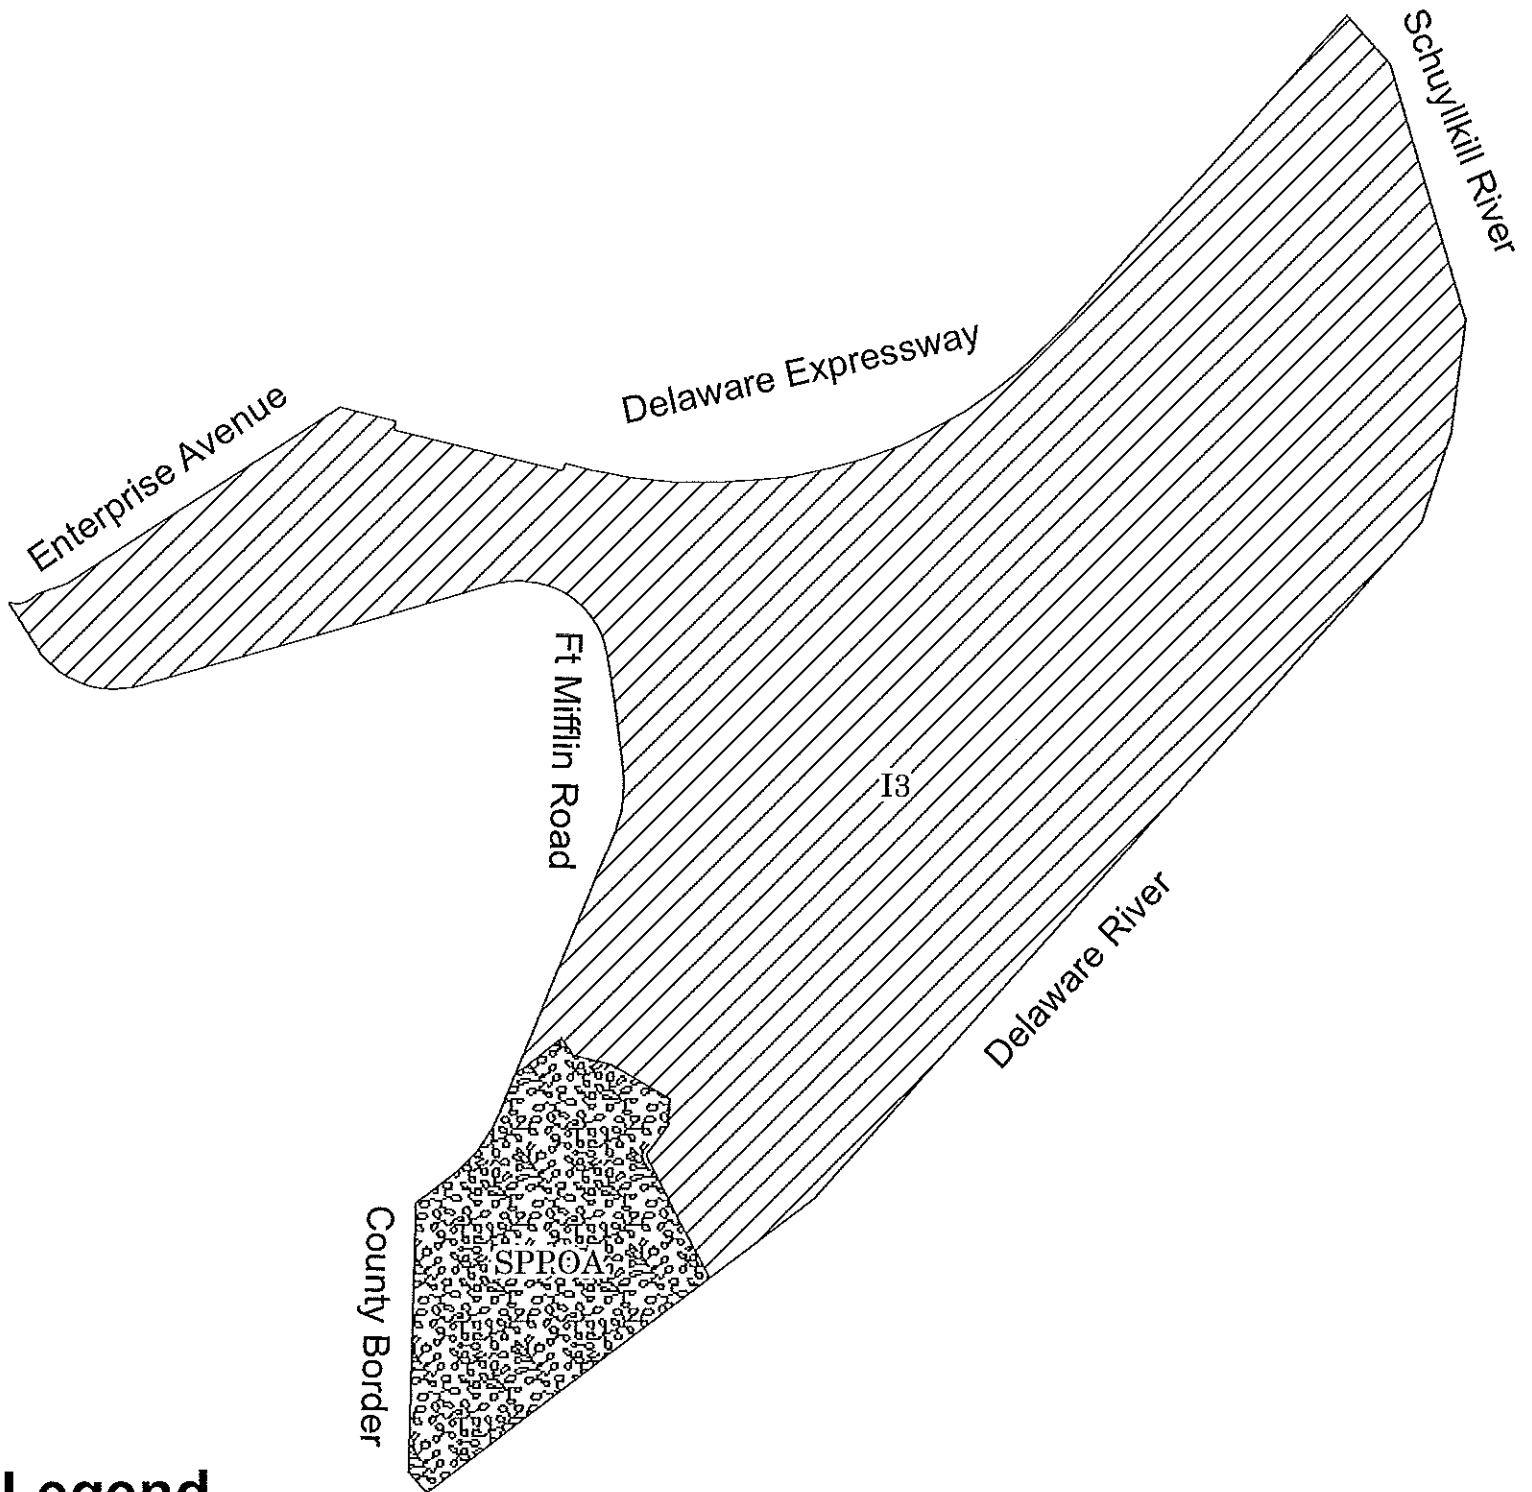 Schuylkill River
Delaware Expressway
Enterprise Avenue
Ft Mifflin Road
I3
Delaware River
SPPOA
County Border
Legend